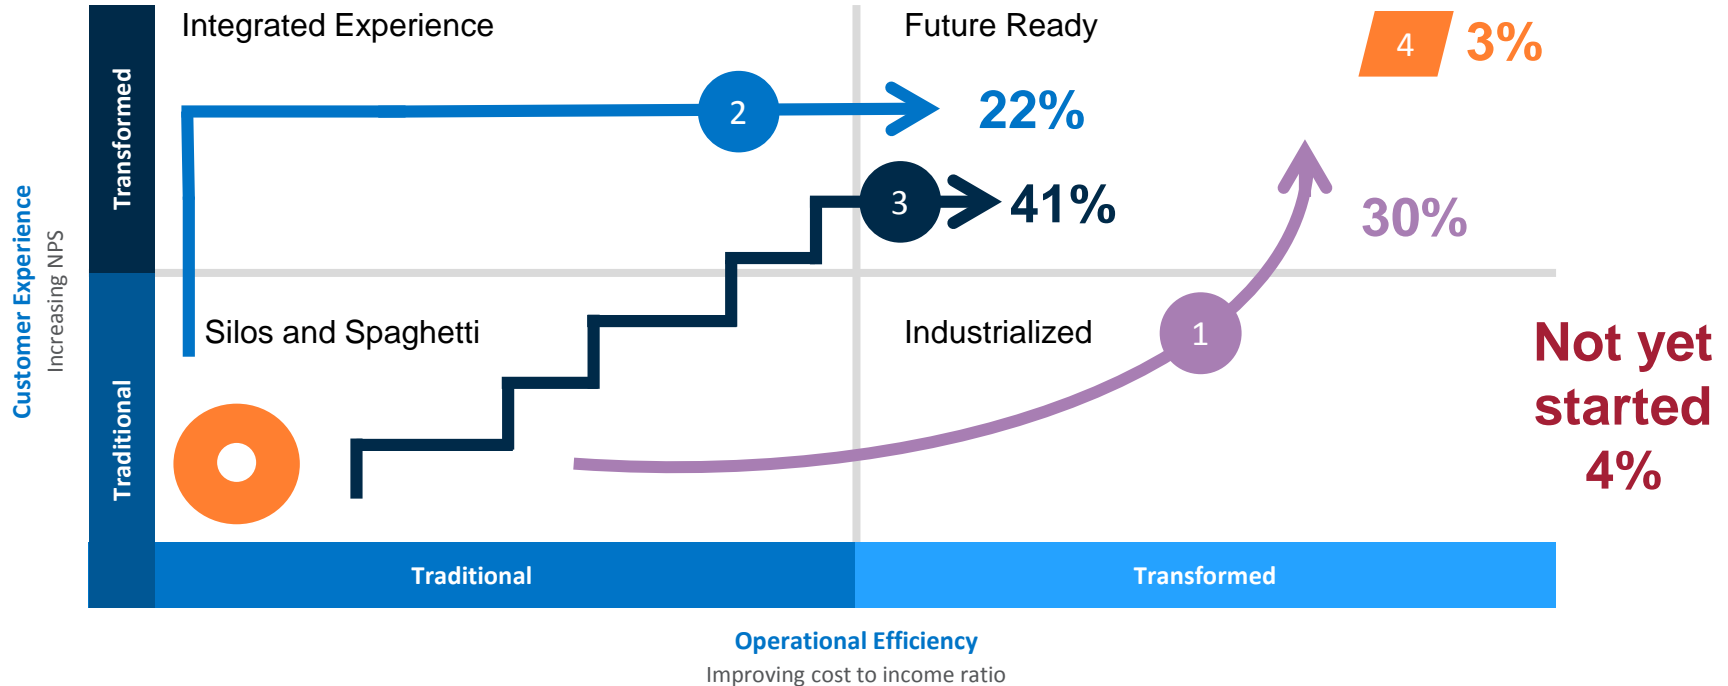 Integrated Experience
Future Ready
4
3%
2
22%
3
41%
30%
Transformed
Customer Experience
Increasing NPS
Silos and Spaghetti
Industrialized
1
Not yet
started
4%
Traditional
Traditional
Transformed
Operational Efficiency
Improving cost to income ratio